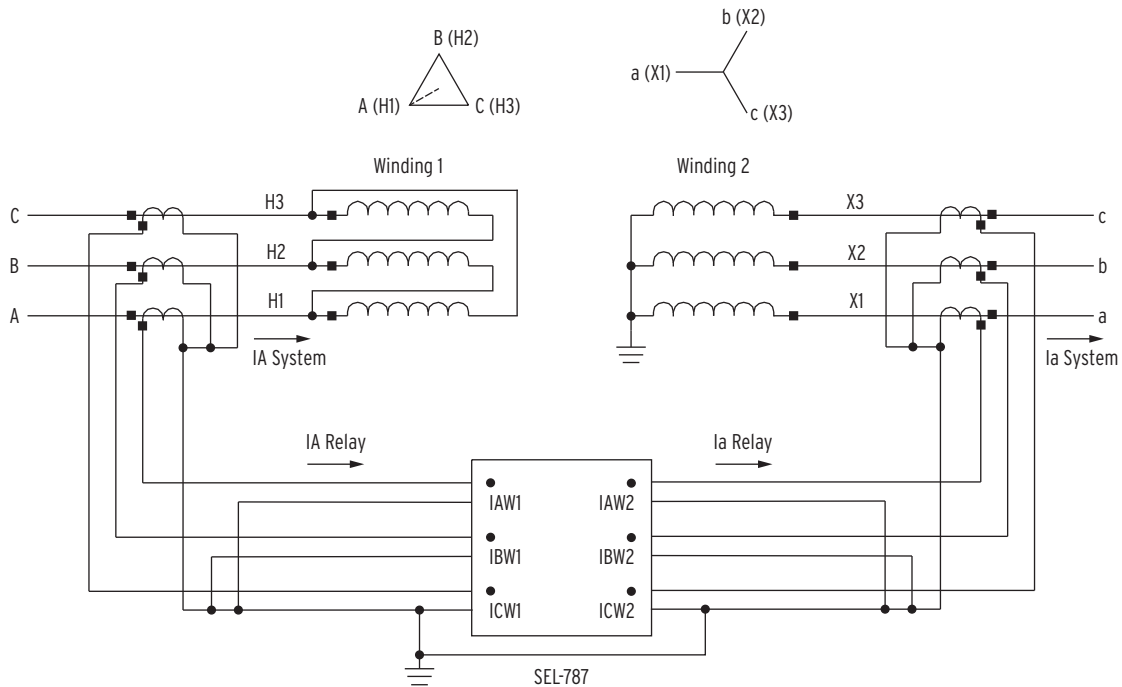 b (X2)
B (H2)
a (X1)
A (H1)
C (H3)
c (X3)
Winding 1
Winding 2
C
H3
X3
c
B
H2
X2
b
A
H1
X1
a
IA System
Ia System
IA Relay
Ia Relay
IAW1
IAW2
IBW1
IBW2
ICW1
ICW2
SEL-787